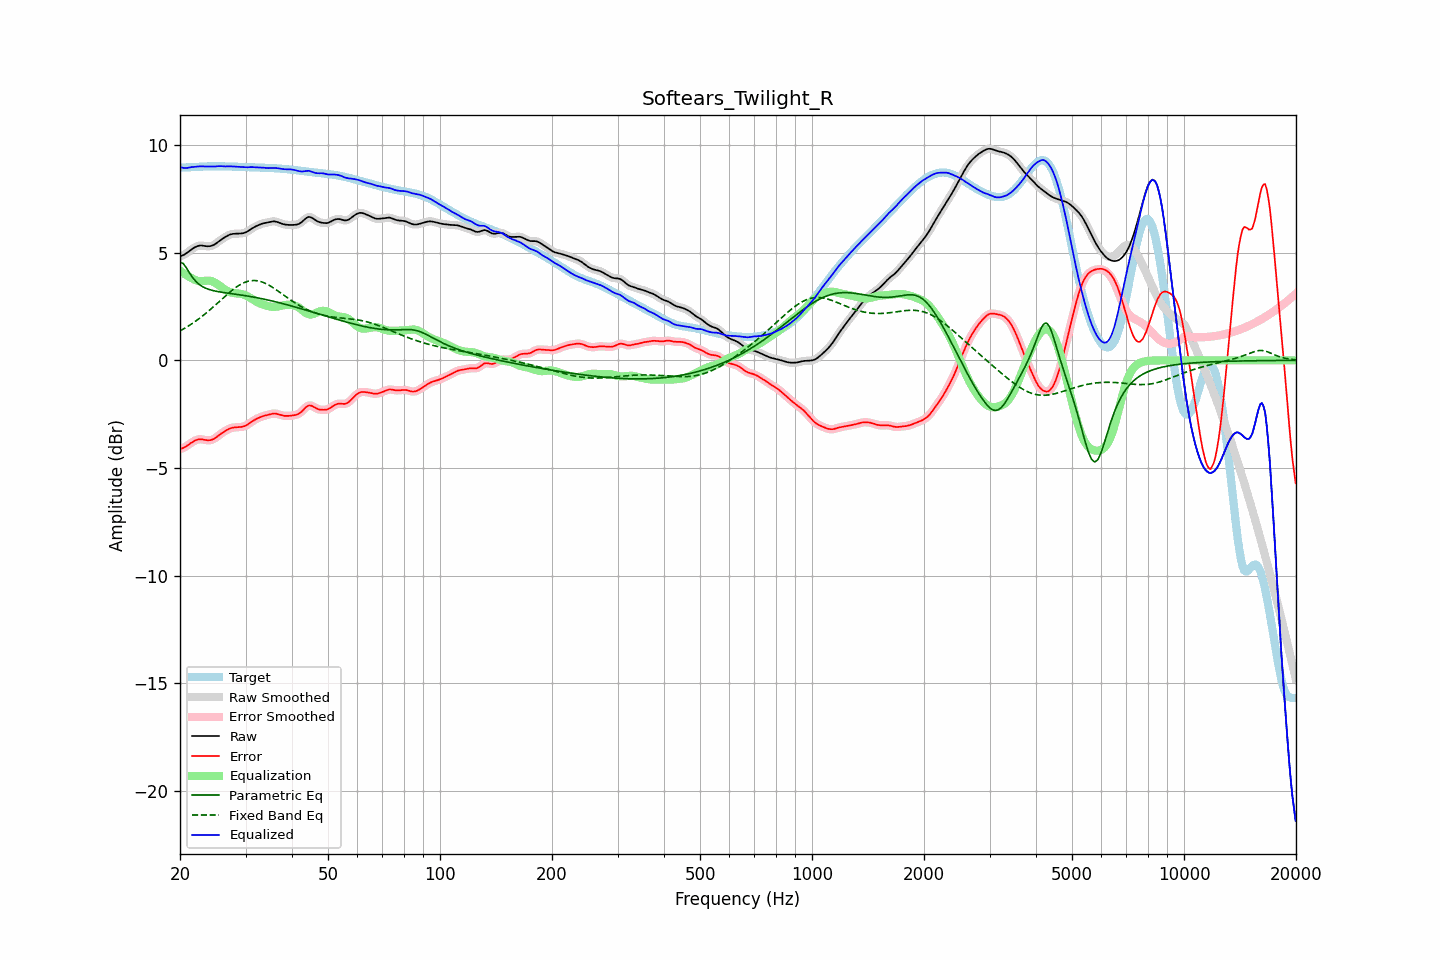 Softears_Twilight_R
Amplitude (dBr)
10
5
0
−5
−10
−15
−20
Target
Raw Smoothed
Error Smoothed
Raw
Error
Equalization
Parametric Eq
Fixed Band Eq
Equalized
20 50 100 200 500 1000 2000 5000 10000 20000
Frequency (Hz)